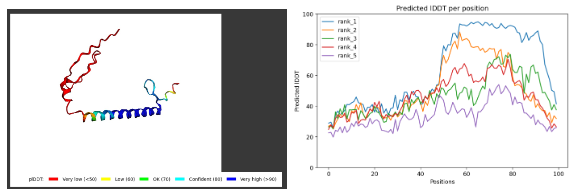 plDDT:
Very low (<50)
Low (60)
OK (70)
Confident (80)
Very high (>90)
Predicted lDDT per position
rank_1
rank_2
rank_3
rank_4
rank_5
Predicted lDDT
100
80
60
40
20
0
0 20 40 60 80 100
Positions